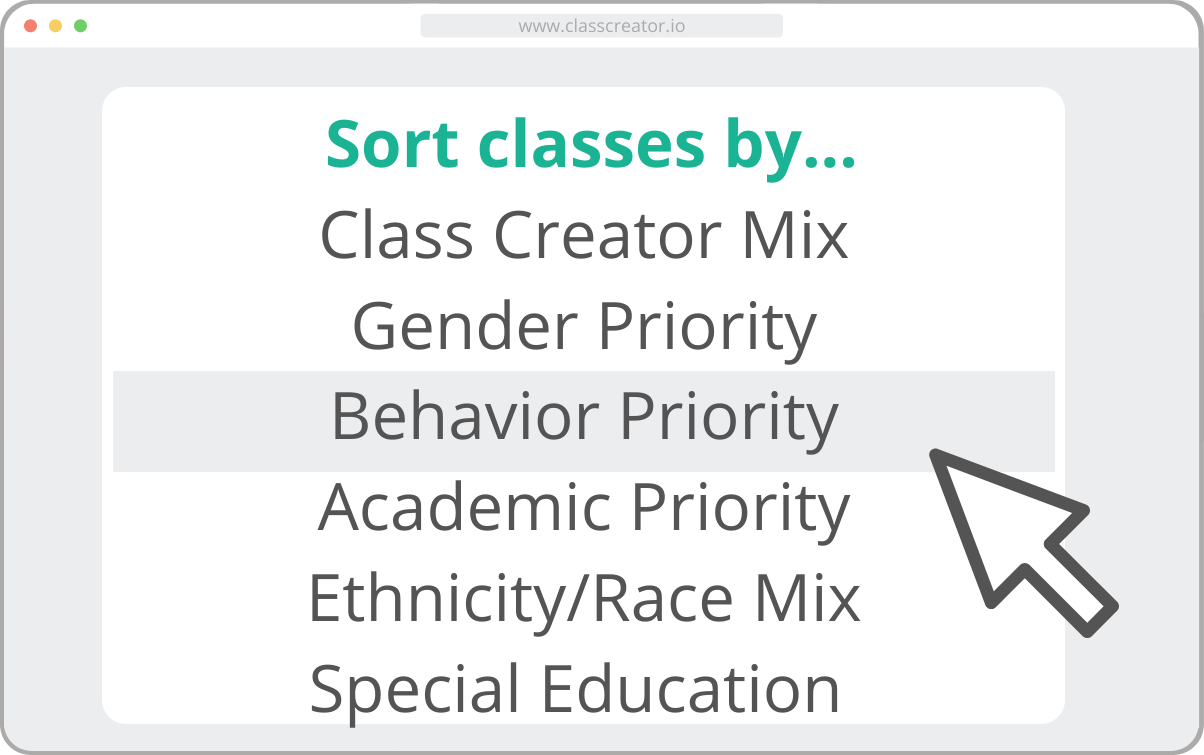 www.classcreator.io
Sort classes by...
Class Creator Mix
Gender Priority
Behavior Priority
Academic Priority
Ethnicity/Race Mix
Special Education